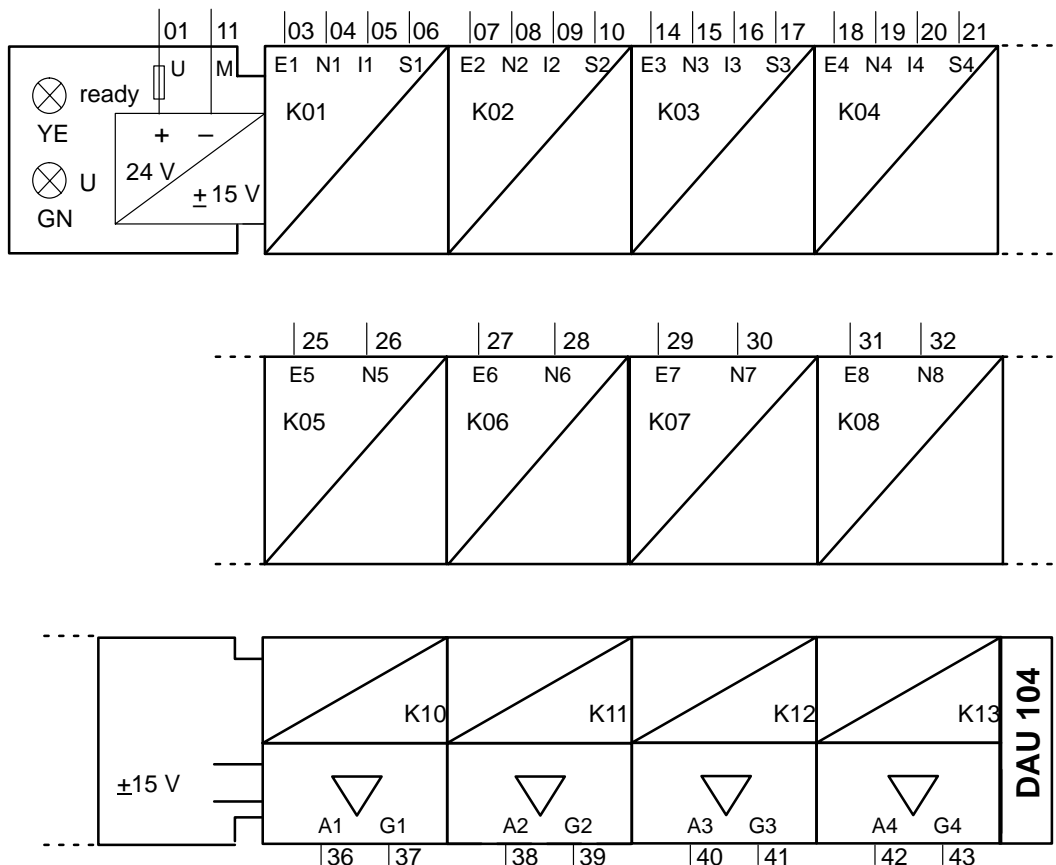 01 11 03 04 05 06 07 08 09 10 14 15 16 17 18 19 20 21
U M E1 N1 I1 S1 E2 N2 I2 S2 E3 N3 I3 S3 E4 N4 I4 S4
ready K01 K02 K03 K04
YE + −
24 V
U ± 15 V
GN
25 26 27 28 29 30 31 32
E5 N5 E6 N6 E7 N7 E8 N8
K05 K06 K07 K08
K10 K11 K12 K13
DAU 104
±15 V
A1 G1 A2 G2 A3 G3 A4 G4
36 37 38 39 40 41 42 43